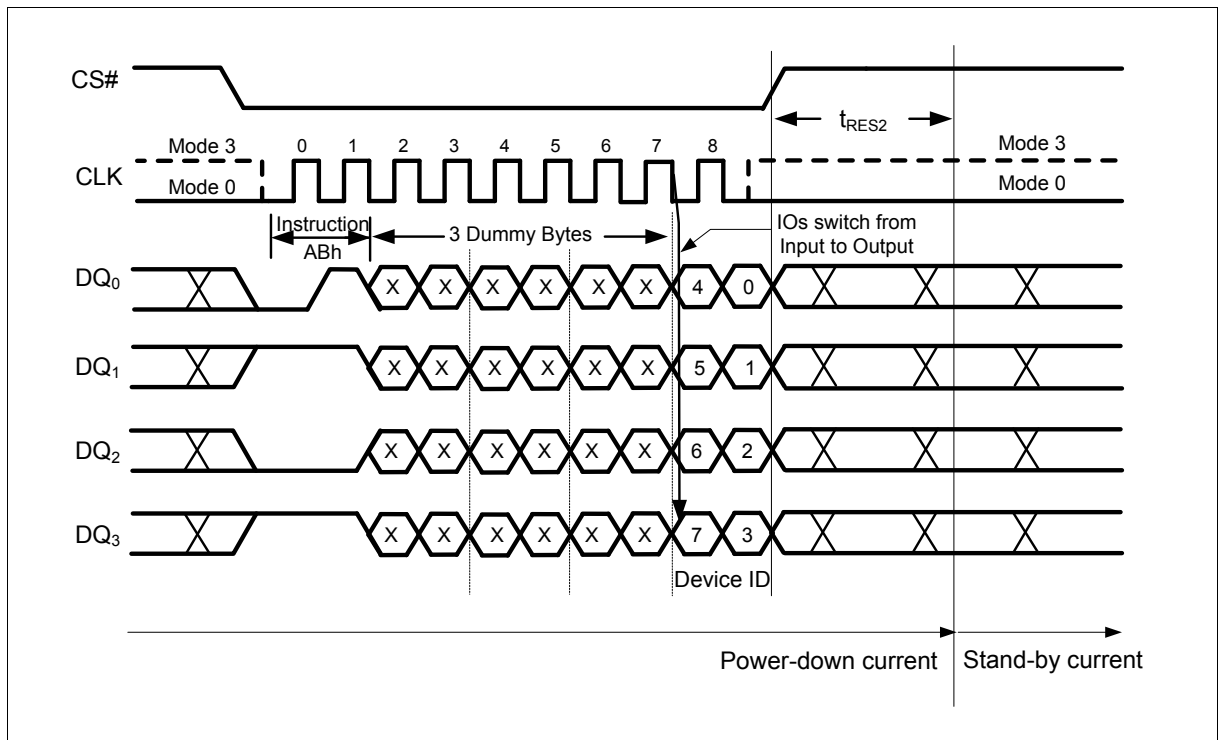 CS#
tRES2
0 1 2 3 4 5 6 7 8
Mode 3
Mode 3
CLK
Mode 0
Mode 0
Instruction
ABh
3 Dummy Bytes
IOs switch from
Input to Output
DQ0
X X X X X X 4 0
DQ1
X X X X X X 5 1
DQ2
X X X X X X 6 2
DQ3
X X X X X X 7 3
Device ID
Power-down current
Stand-by current